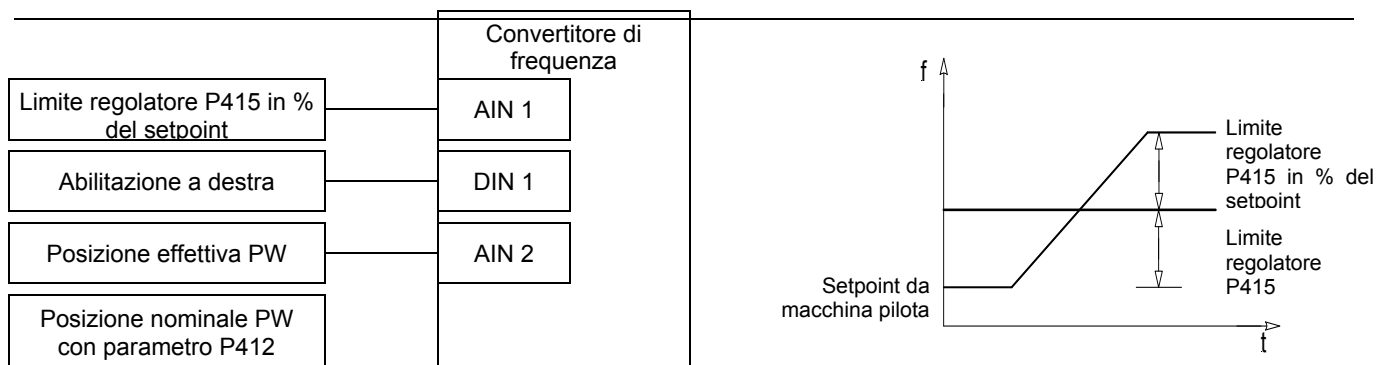 Convertitore di
frequenza
Limite regolatore P415 in %
del setpoint
AIN 1
Abilitazione a destra
DIN 1
Posizione effettiva PW
AIN 2
Posizione nominale PW
con parametro P412
f
Limite
regolatore
P415 in % del
setpoint
Limite
regolatore
P415
Setpoint da
macchina pilota
t